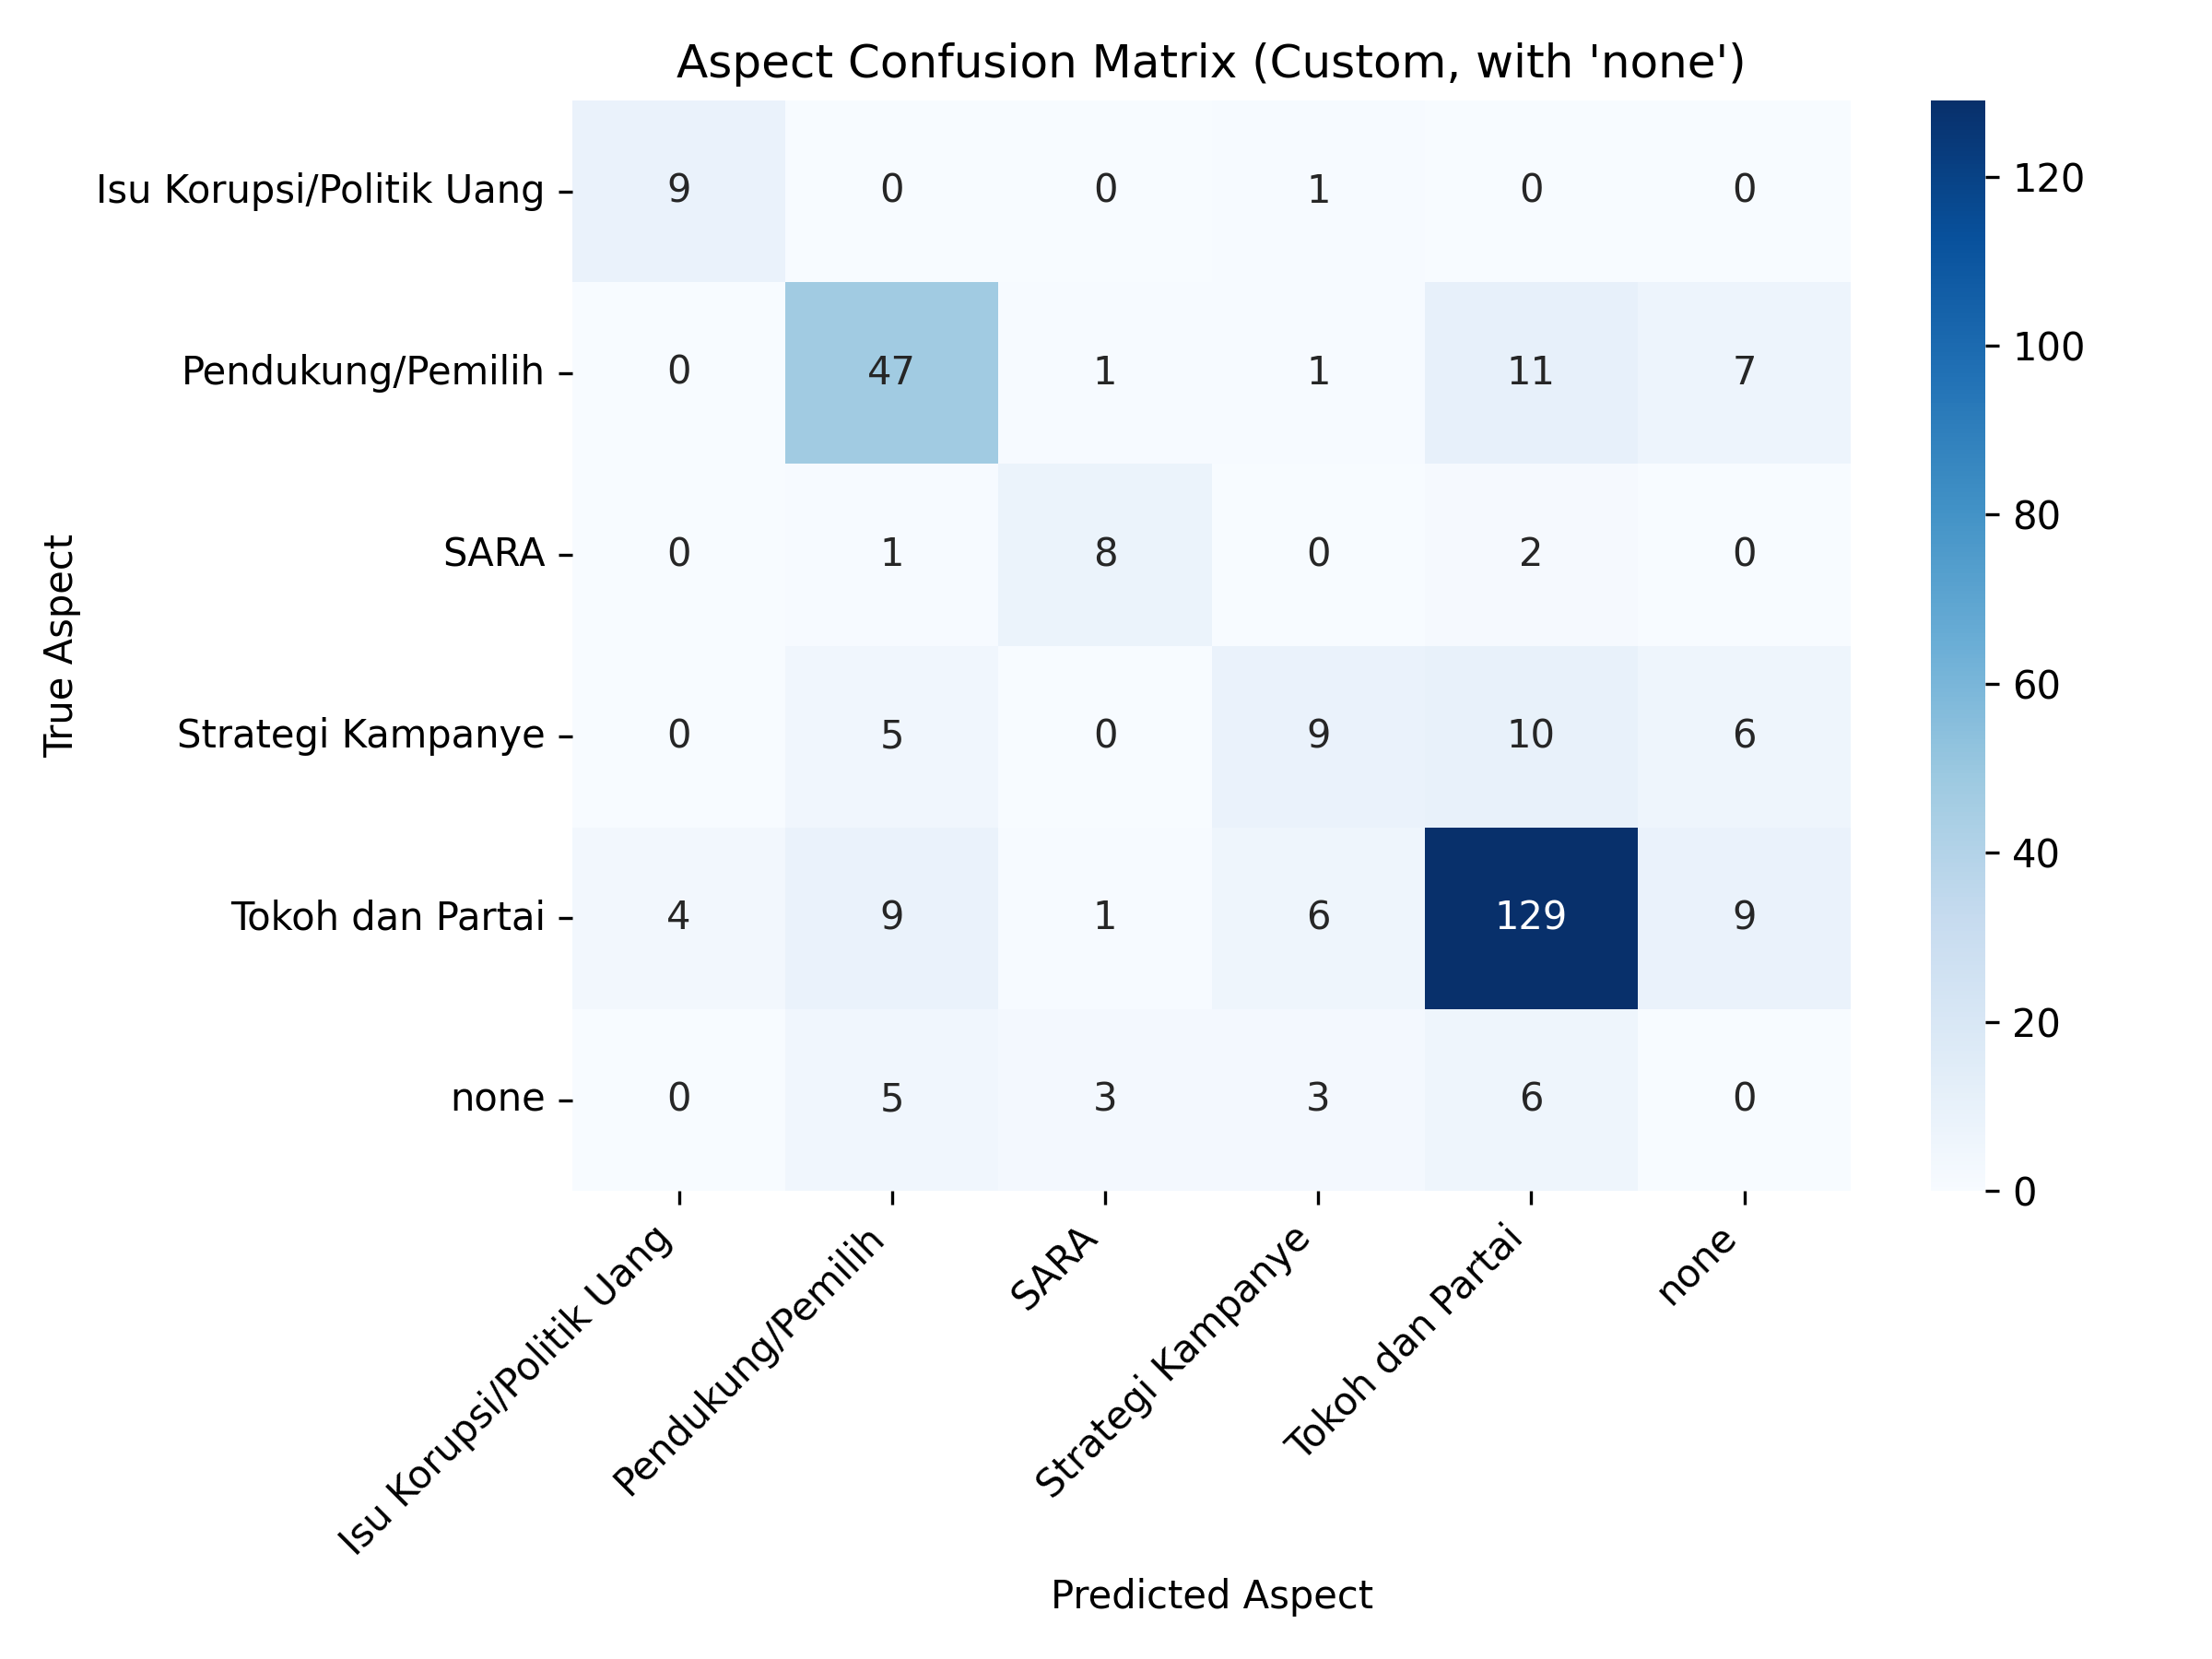 Aspect Confusion Matrix (Custom, with 'none')
True Aspect
Isu Korupsi/Politik Uang 9 0 0 1 0 0
Pendukung/Pemilih 0 47 1 1 11 7
SARA 0 1 8 0 2 0
Strategi Kampanye 0 5 0 9 10 6
Tokoh dan Partai 4 9 1 6 129 9
none 0 5 3 3 6 0
Isu Korupsi/Politik Uang
Pendukung/Pemilih
SARA
Strategi Kampanye
Tokoh dan Partai
none
Predicted Aspect
120
100
80
60
40
20
0